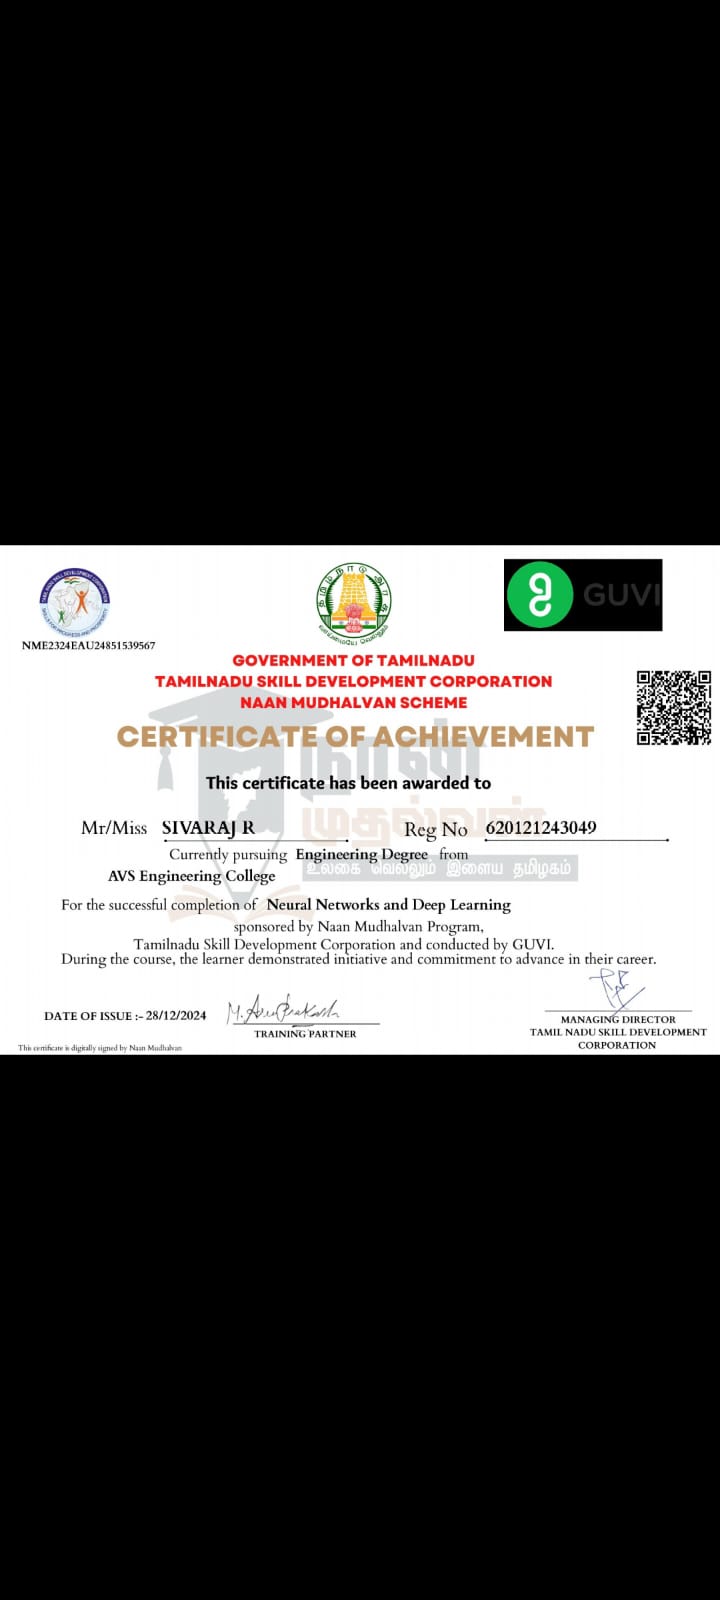 GUVI
NME2324EAU24851539567
GOVERNMENT OF TAMILNADU
TAMILNADU SKILL DEVELOPMENT CORPORATION
NAAN MUDHALVAN SCHEME
CERTIFICATE OF ACHIEVEMENT
நான்
This certificate has been awarded to
முதல்வன்
Mr/Miss SIVARAJ R Reg No 620121243049
Currently pursuing Engineering Degree from
உலகை வெல்லும் இளைய தமிழகம்
AVS Engineering College
For the successful completion of Neural Networks and Deep Learning
sponsored by Naan Mudhalvan Program,
Tamilnadu Skill Development Corporation and conducted by GUVI.
During the course, the learner demonstrated initiative and commitment to advance in their career.
DATE OF ISSUE :- 28/12/2024
TRAINING PARTNER
MANAGING DIRECTOR
TAMIL NADU SKILL DEVELOPMENT
CORPORATION
This certificate is digitally signed by Naan Mudhalvan